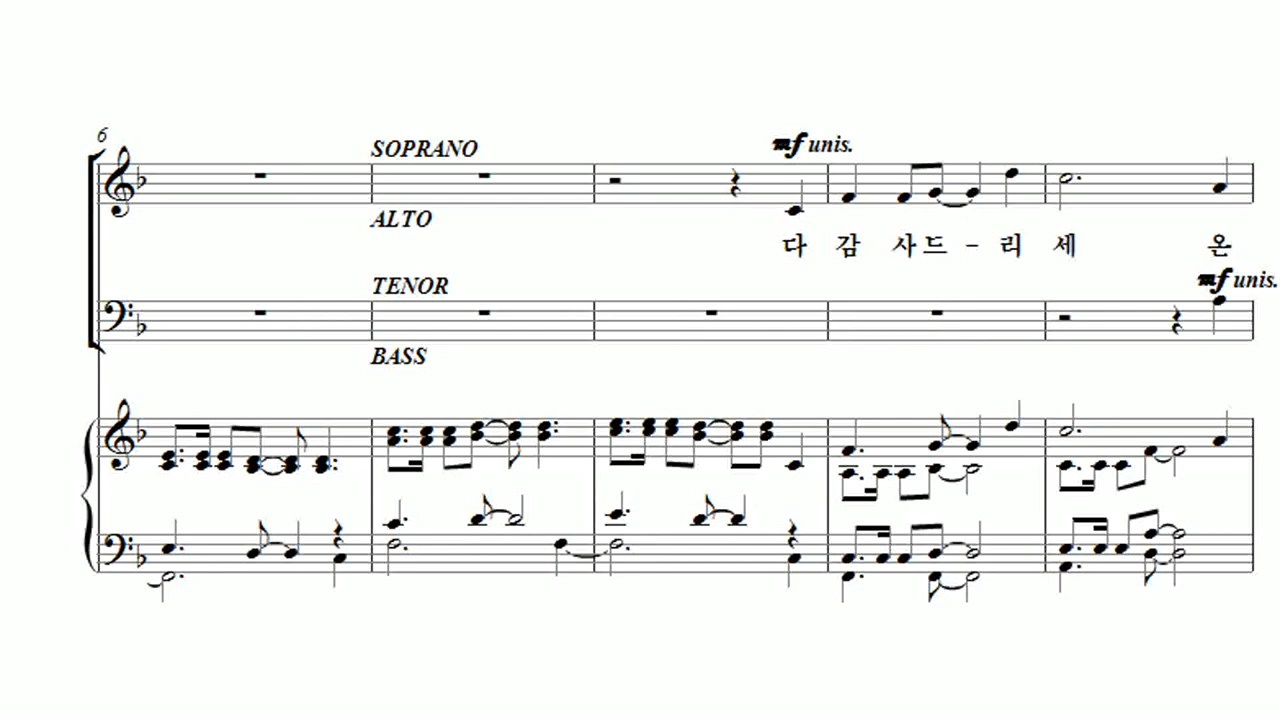 6
SOPRANO
mf unis.
ALTO
다 감 사 드 - 리 세 온
TENOR
mf unis.
BASS